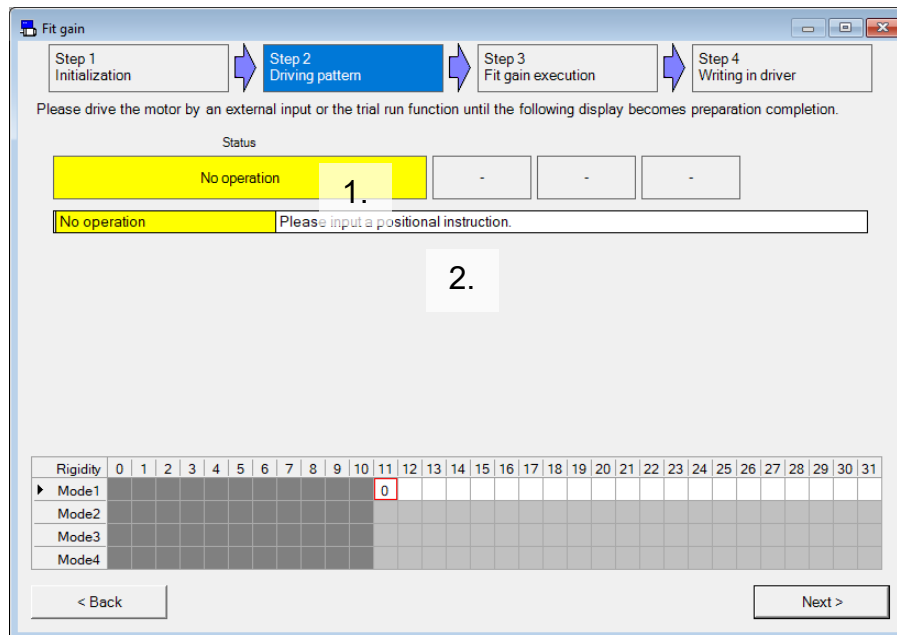 Fit gain
Step 1
Initialization
Step 2
Driving pattern
Step 3
Fit gain execution
Step 4
Writing in driver
Please drive the motor by an external input or the trial run function until the following display becomes preparation completion.
Status
No operation
-
-
-
1.
No operation
Please input a positional instruction.
2.
Rigidity 0 1 2 3 4 5 6 7 8 9 10 11 12 13 14 15 16 17 18 19 20 21 22 23 24 25 26 27 28 29 30 31
Mode1 0
Mode2
Mode3
Mode4
< Back
Next >